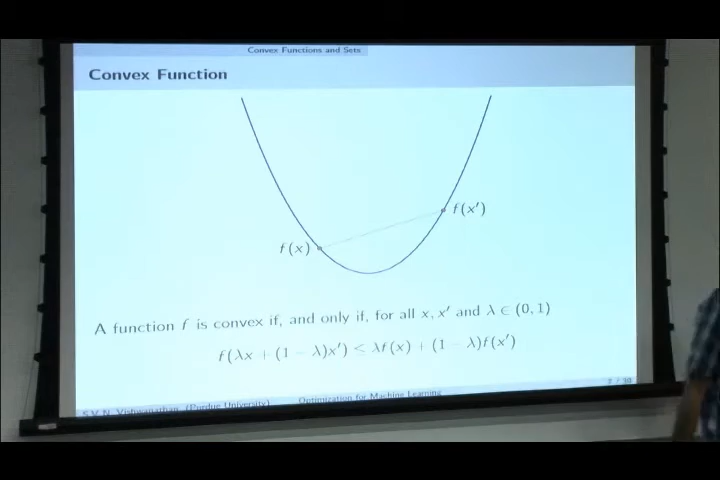 Convex Functions and Sets
Convex Function
f(x′)
f(x)
A function f is convex if, and only if, for all x, x′ and λ ∈ (0, 1)
f(λx + (1 − λ)x′) < λf(x) + (1 − λ)f(x′)
S.V. N. Vishwanathan (Purdue University) Optimization for Machine Learning